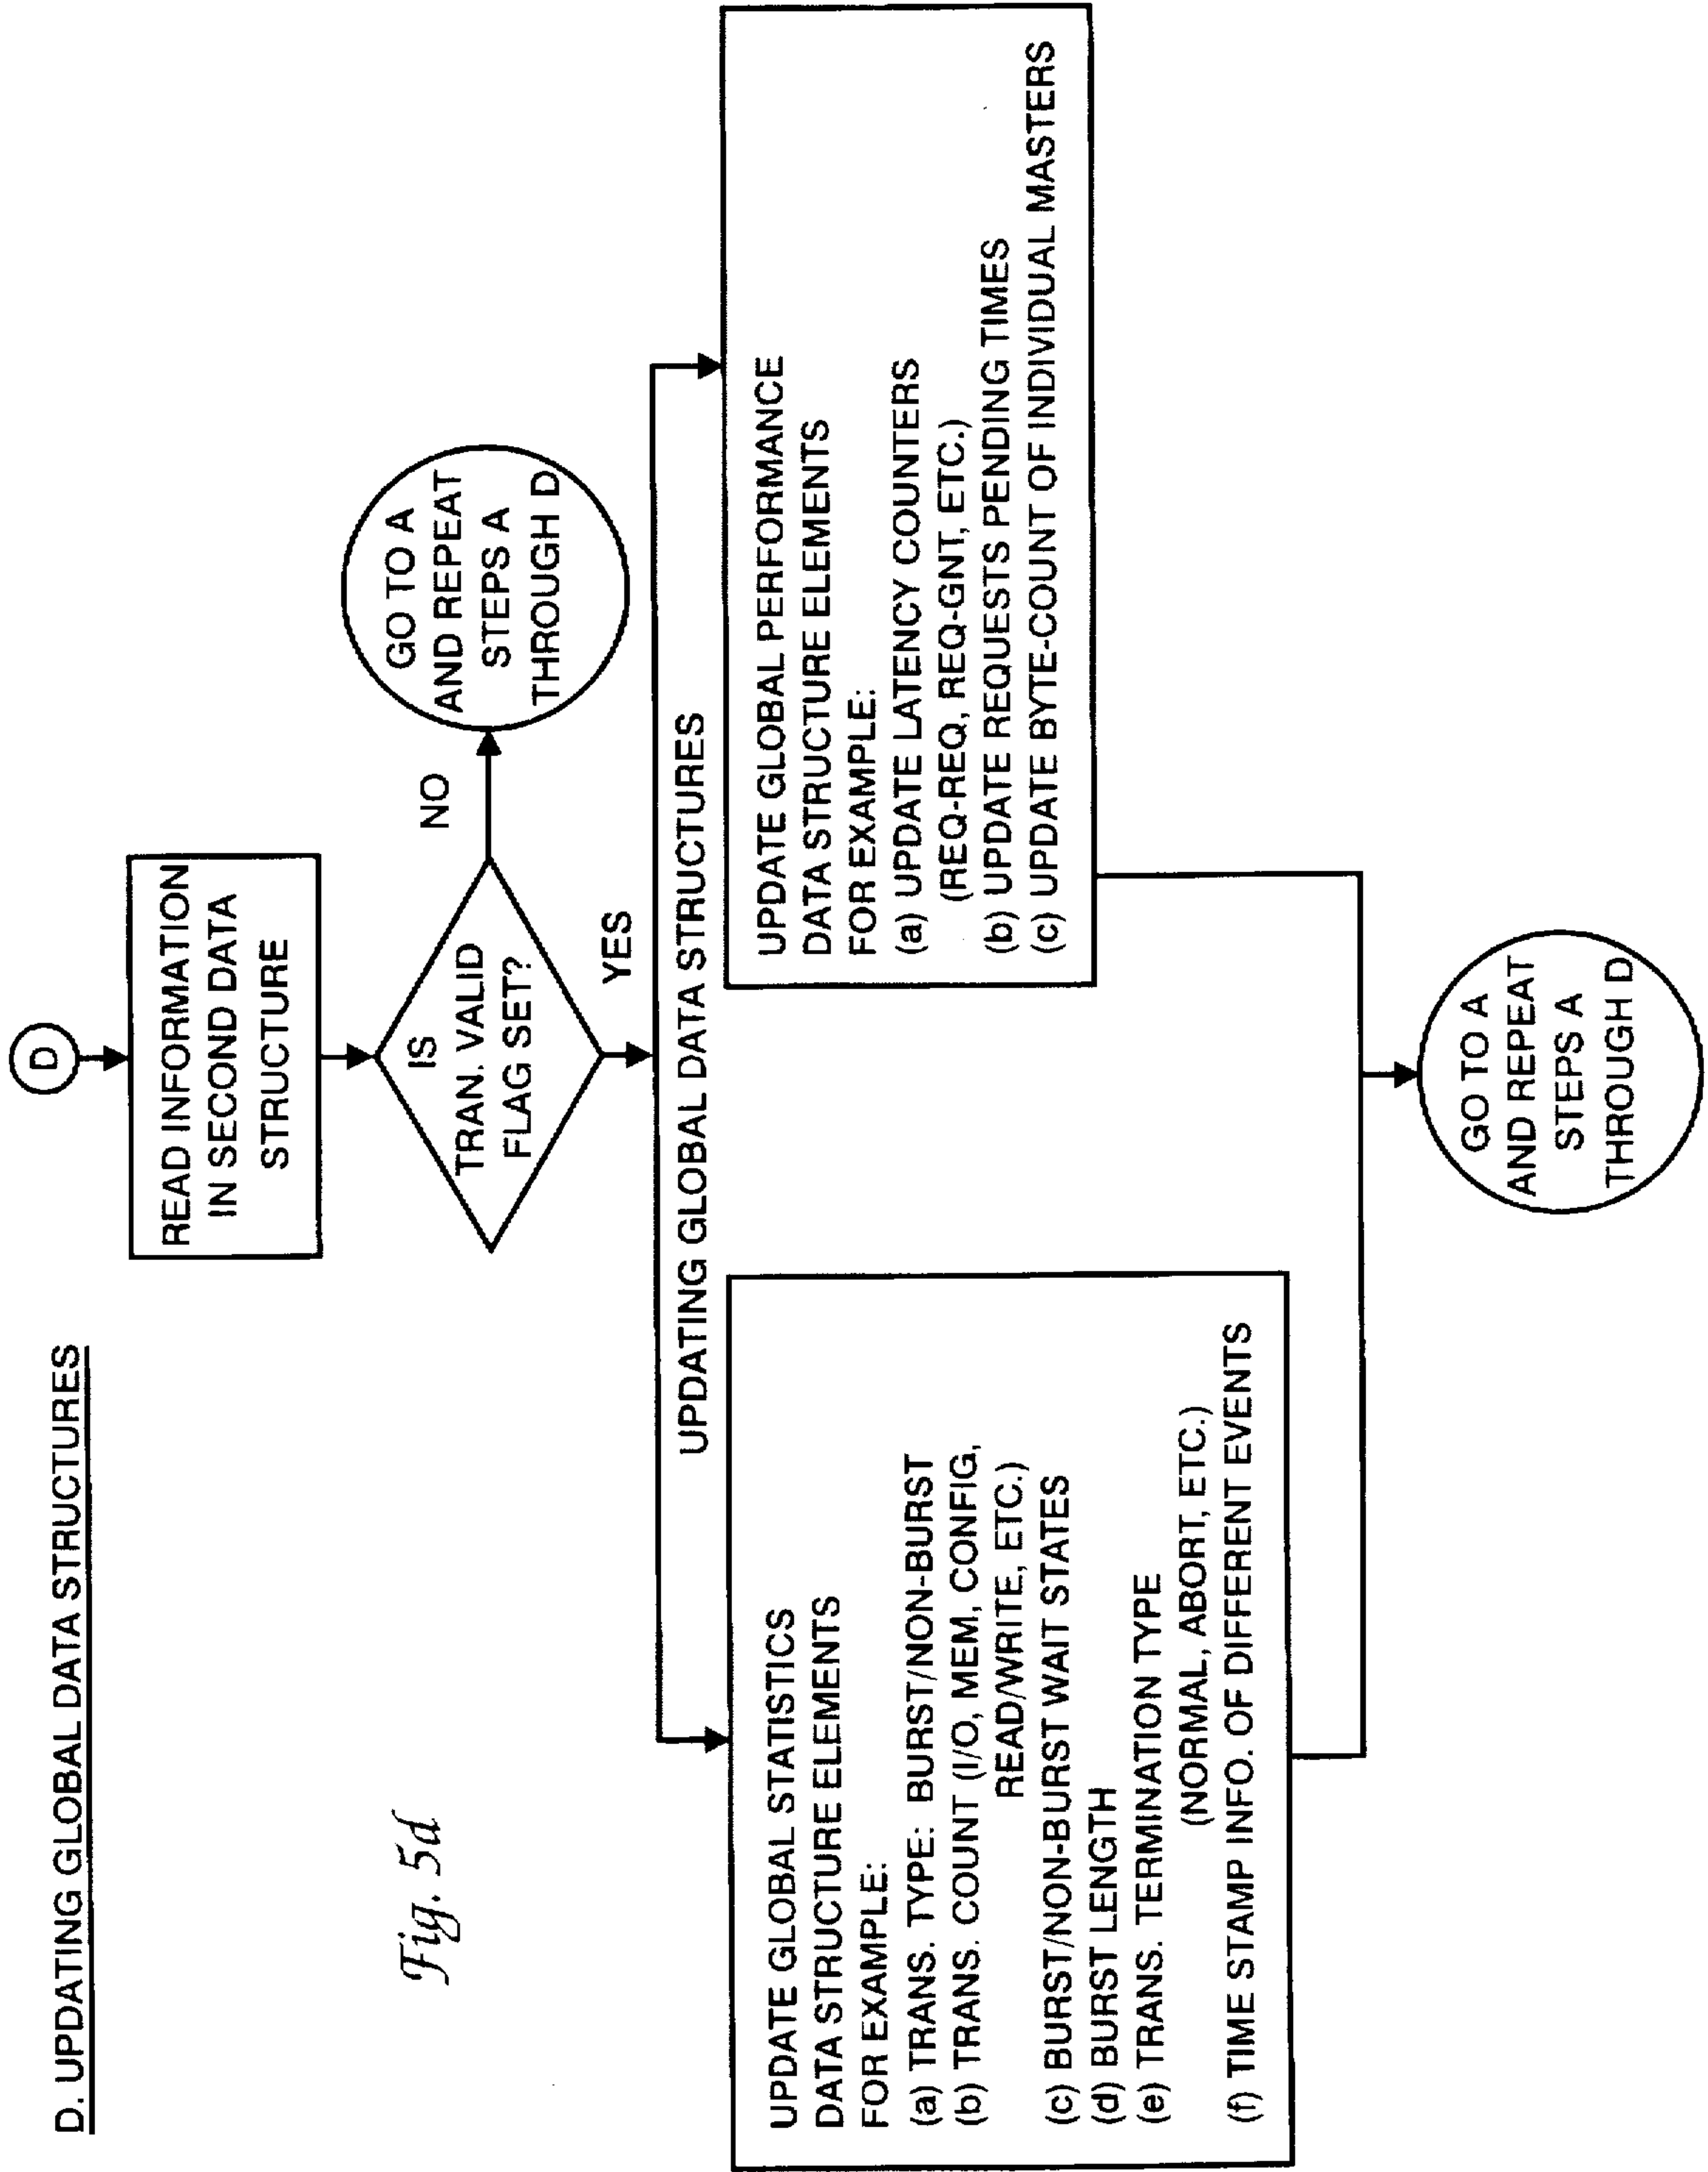 D. UPDATING GLOBAL DATA STRUCTURES
Fig. 5d
D
READ INFORMATION
IN SECOND DATA
STRUCTURE
IS
TRAN. VALID
FLAG SET?
NO
GO TO A
AND REPEAT
STEPS A
THROUGH D
YES
UPDATING GLOBAL DATA STRUCTURES
UPDATE GLOBAL STATISTICS
DATA STRUCTURE ELEMENTS
FOR EXAMPLE:
(a) TRANS. TYPE: BURST/NON-BURST
(b) TRANS. COUNT (I/O, MEM, CONFIG,
READ/WRITE, ETC.)
(c) BURST/NON-BURST WAIT STATES
(d) BURST LENGTH
(e) TRANS. TERMINATION TYPE
(NORMAL, ABORT, ETC.)
(f) TIME STAMP INFO. OF DIFFERENT EVENTS
UPDATE GLOBAL PERFORMANCE
DATA STRUCTURE ELEMENTS
FOR EXAMPLE:
(a) UPDATE LATENCY COUNTERS
(REQ-REQ, REQ-GNT, ETC.)
(b) UPDATE REQUESTS PENDING TIMES
(c) UPDATE BYTE-COUNT OF INDIVIDUAL MASTERS
GO TO A
AND REPEAT
STEPS A
THROUGH D